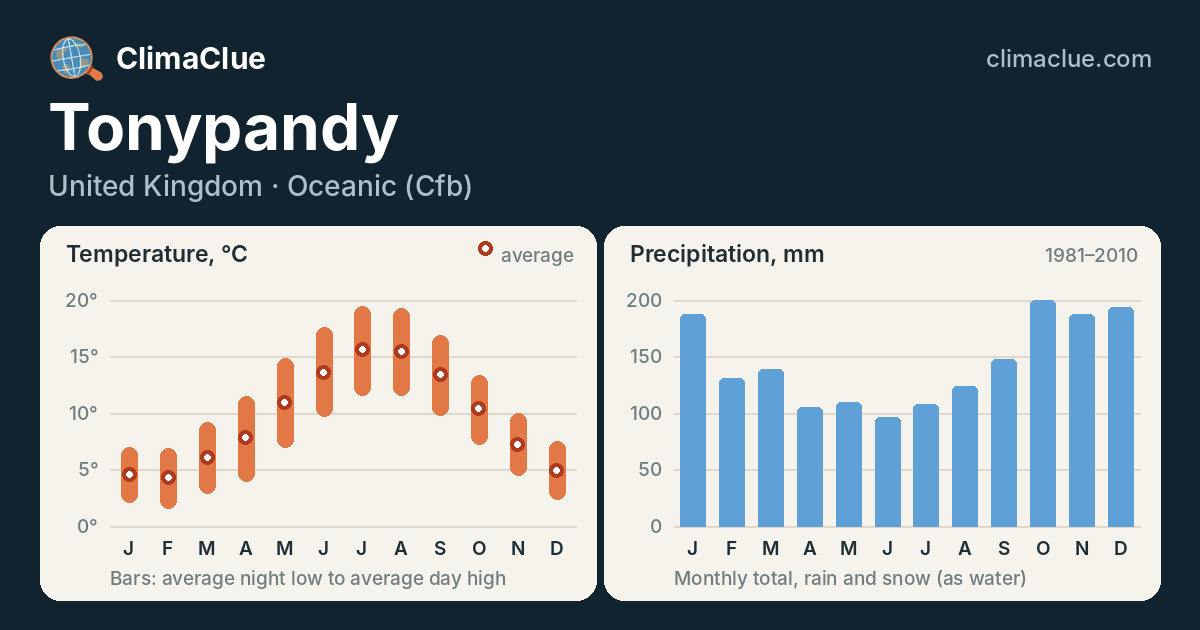 ClimaClue
climaclue.com
Tonypandy
United Kingdom · Oceanic (Cfb)
Temperature, °C
average
20°
15°
10°
5°
0°
J F M A M J J A S O N D
Bars: average night low to average day high
Precipitation, mm
1981–2010
200
150
100
50
0
J F M A M J J A S O N D
Monthly total, rain and snow (as water)